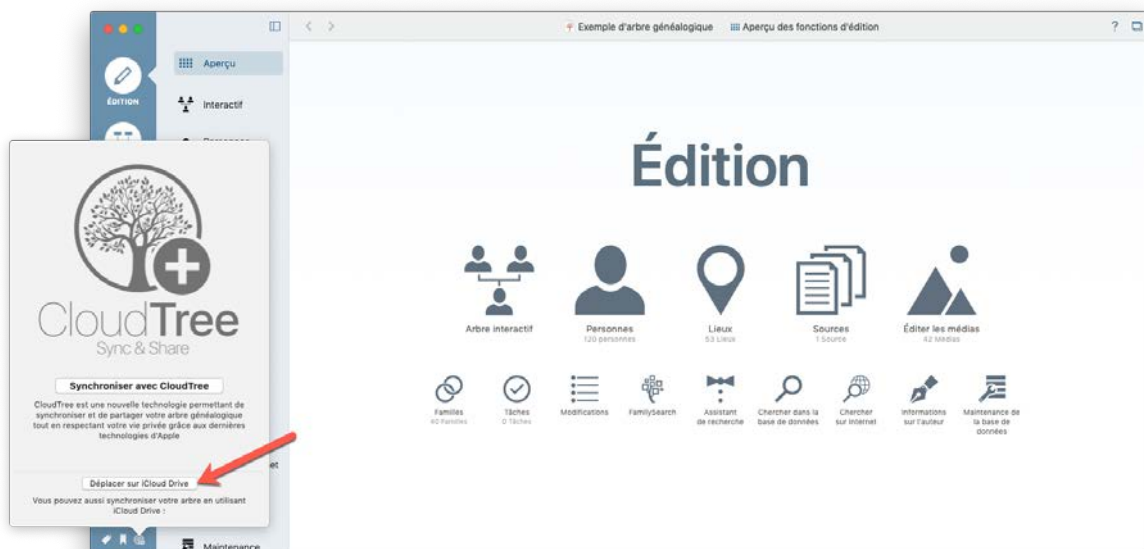 Exemple d'arbre généalogique
Aperçu des fonctions d'édition
?
Aperçu
ÉDITION
Interactif
Personnes
CloudTree
Sync & Share
Synchroniser avec CloudTree
CloudTree est une nouvelle technologie permettant de
synchroniser et de partager votre arbre généalogique
tout en respectant votre vie privée grâce aux dernières
technologies d'Apple
et
Déplacer sur iCloud Drive
Vous pouvez aussi synchroniser votre arbre en utilisant
iCloud Drive :
Maintenance
Édition
Arbre interactif
Personnes
120 personnes
Lieux
53 Lieux
Sources
1 Source
Éditer les médias
42 Médias
Familles
40 Familles
Tâches
0 Tâches
Modifications
FamilySearch
Assistant
de recherche
Chercher dans la
base de données
Chercher
sur Internet
Informations
sur l'auteur
Maintenance de
la base de
données